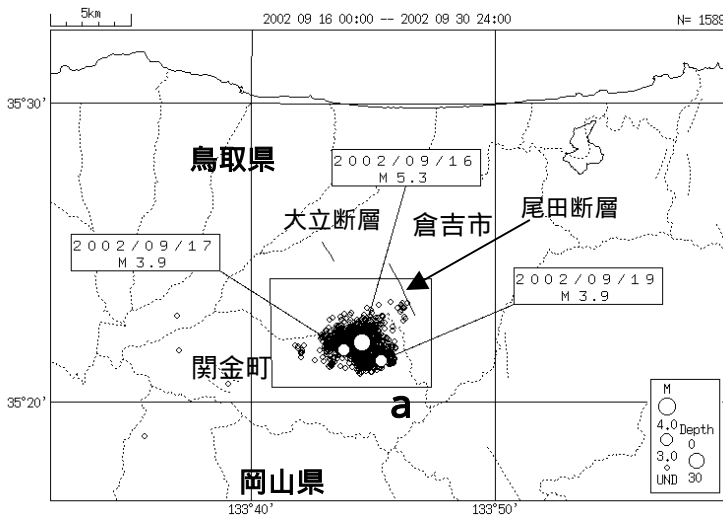 5km
2002 09 16 00:00 -- 2002 09 30 24:00
N= 1589
35°30'
鳥取県
2002/09/16
M 5.3
大立断層
倉吉市
尾田断層
2002/09/17
M 3.9
2002/09/19
M 3.9
関金町
a
35°20'
岡山県
M
4.0
3.0
UND
Depth
0
30
133°40'
133°50'